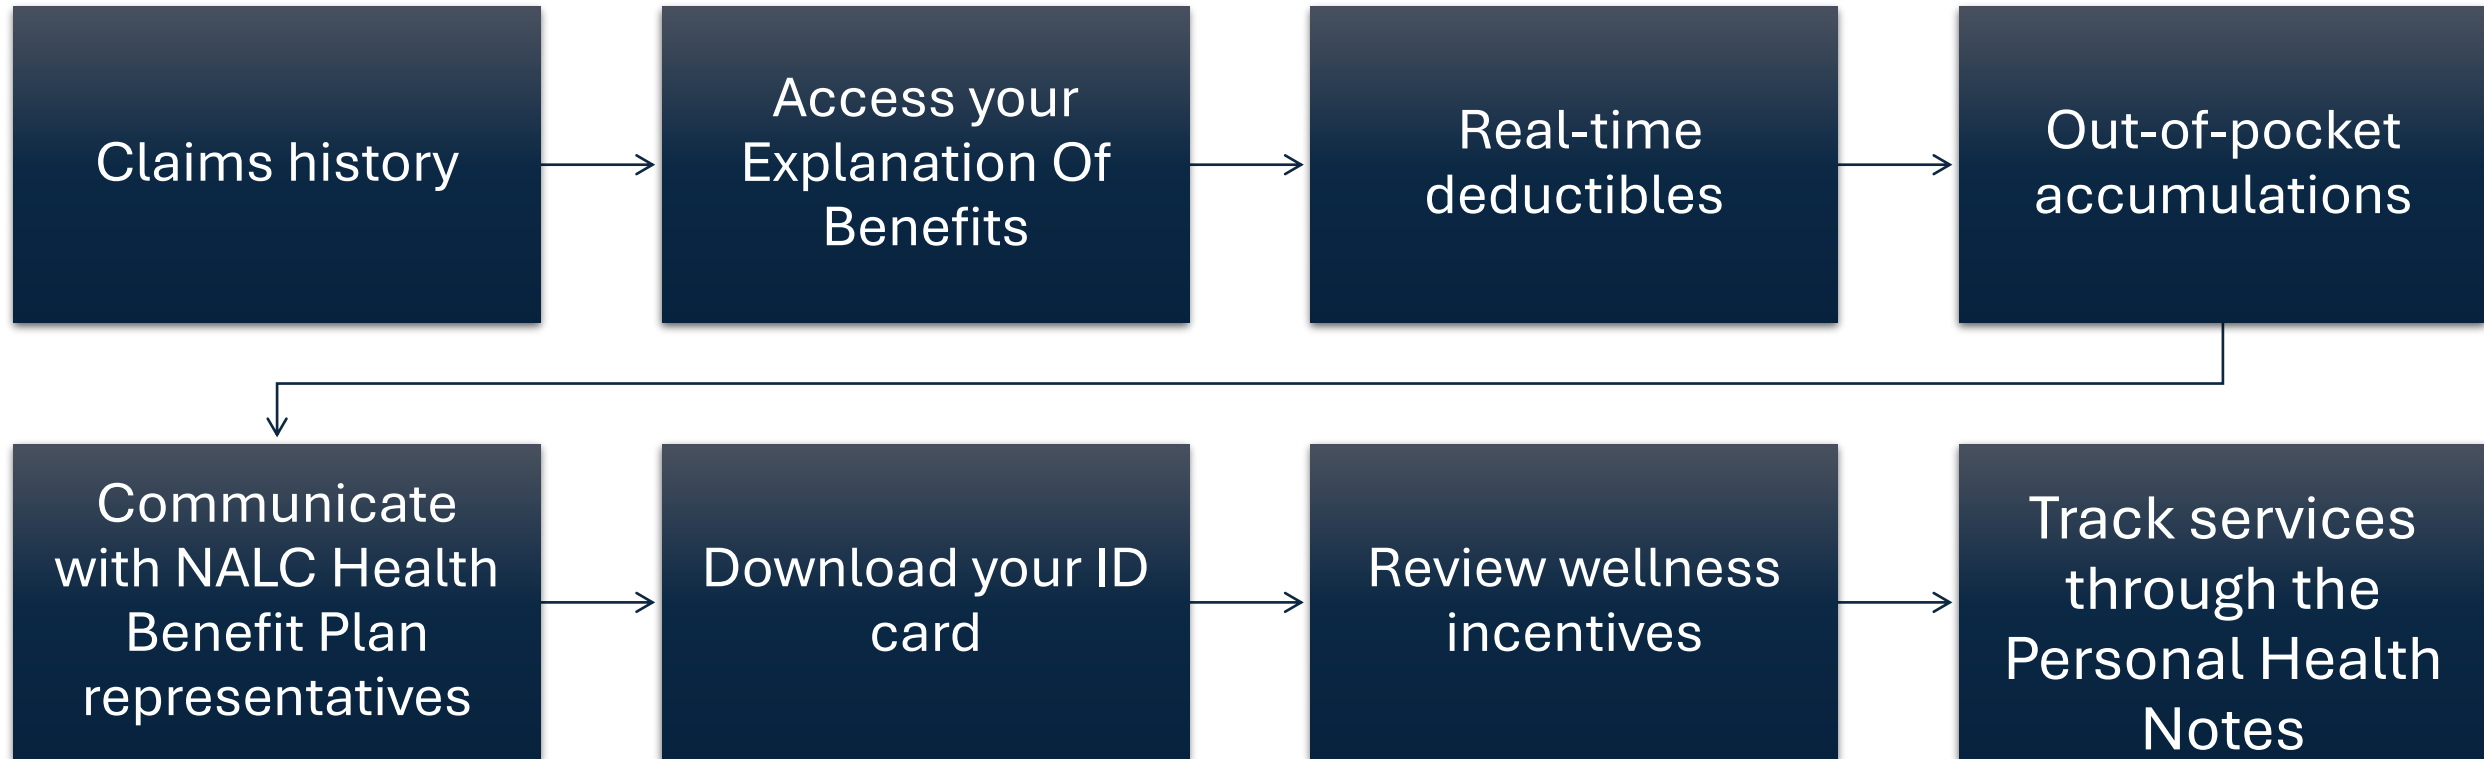 Claims history
Access your
Explanation Of
Benefits
Real-time
deductibles
Out-of-pocket
accumulations
Communicate
with NALC Health
Benefit Plan
representatives
Download your ID
card
Review wellness
incentives
Track services
through the
Personal Health
Notes